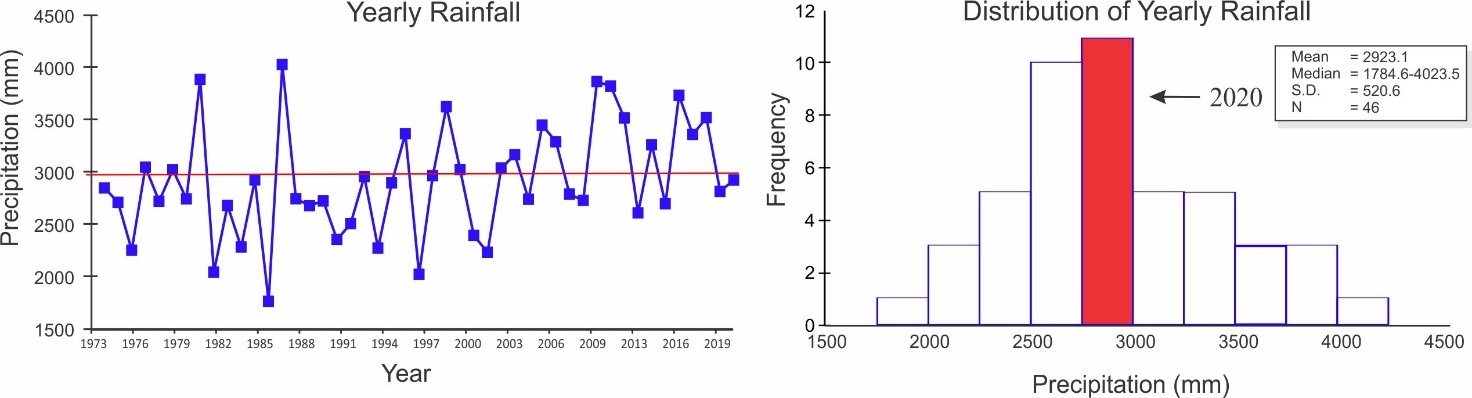 Yearly Rainfall
Precipitation (mm)
4500
4000
3500
3000
2500
2000
1500
1973 1976 1979 1982 1985 1988 1991 1994 1997 2000 2003 2006 2009 2013 2016 2019
Year
Distribution of Yearly Rainfall
Frequency
12
10
8
6
4
2
0
Mean = 2923.1
Median = 1784.6-4023.5
S.D. = 520.6
N = 46
2020
1500 2000 2500 3000 3500 4000 4500
Precipitation (mm)